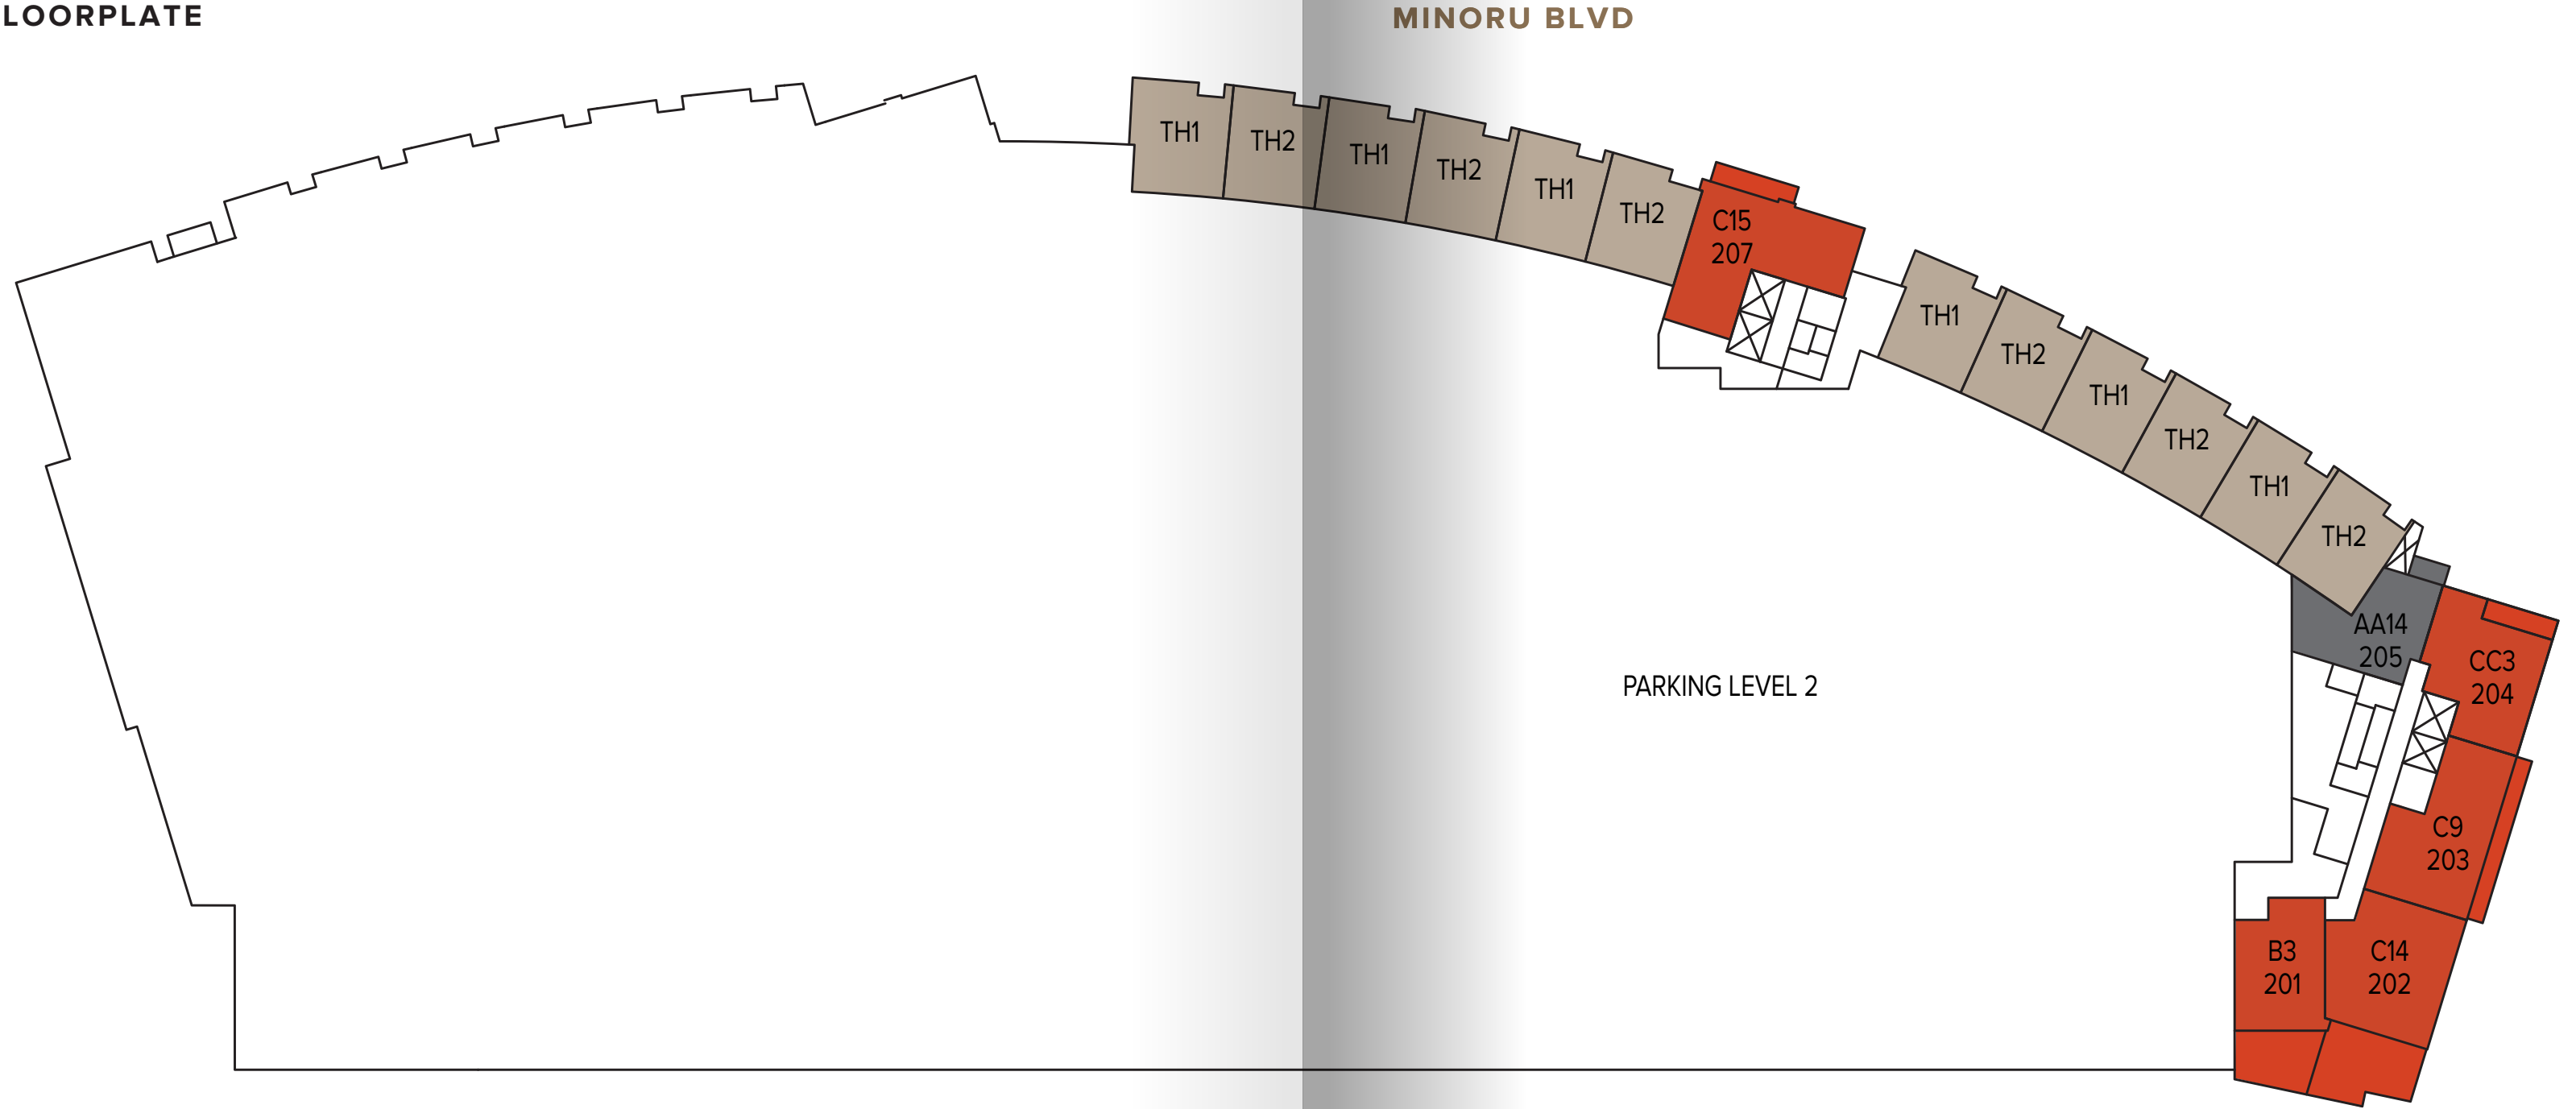 LOORPLATE
MINORU BLVD
TH1
TH2
TH1
TH2
TH1
TH2
C15
207
TH1
TH2
TH1
TH2
TH1
TH2
AA14
205
CC3
204
PARKING LEVEL 2
C9
203
B3
201
C14
202